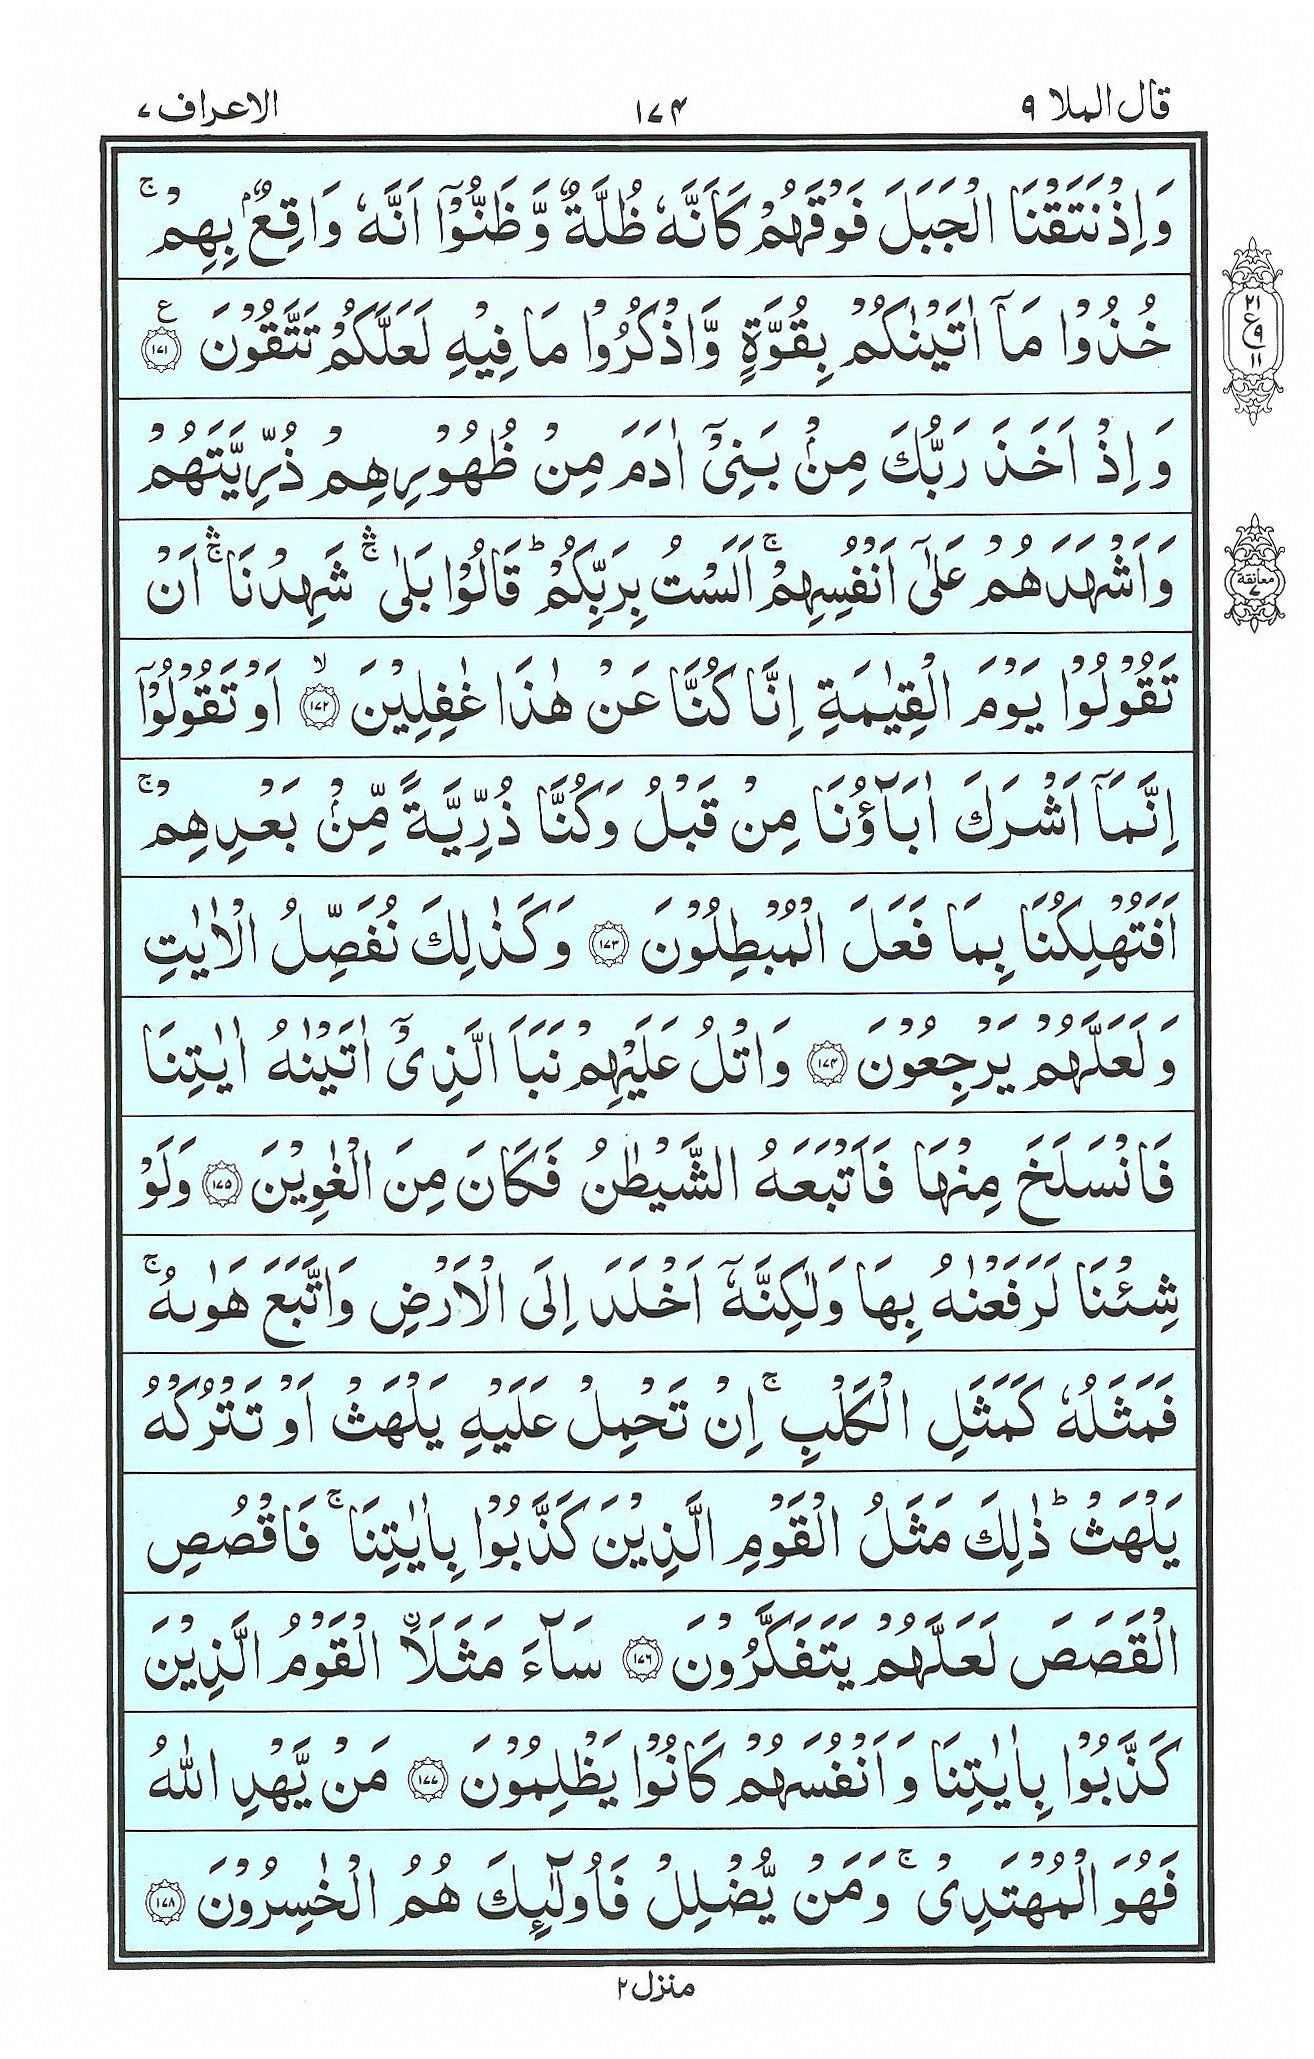 قال الملا ٩
١٧٤
الاعراف ٧
وَاِذْ نَتَقْنَا الْجَبَلَ فَوْقَهُمْ كَاَنَّهٗ ظُلَّةٌ وَّظَنُّوْۤا اَنَّهٗ وَاقِعٌۢ بِهِمْ ۚ
خُذُوْا مَاۤ اٰتَيْنٰكُمْ بِقُوَّةٍ وَّاذْكُرُوْا مَا فِيْهِ لَعَلَّكُمْ تَتَّقُوْنَ ﴿١٧١﴾ ع
وَاِذْ اَخَذَ رَبُّكَ مِنْۢ بَنِيْۤ اٰدَمَ مِنْ ظُهُوْرِهِمْ ذُرِّيَّتَهُمْ
وَاَشْهَدَهُمْ عَلٰۤى اَنْفُسِهِمْ ۚ اَلَسْتُ بِرَبِّكُمْ ؕ قَالُوْا بَلٰى ۛۚ شَهِدْنَا ۛۚ اَنْ
تَقُوْلُوْا يَوْمَ الْقِيٰمَةِ اِنَّا كُنَّا عَنْ هٰذَا غٰفِلِيْنَ ﴿١٧٢﴾ ۙ اَوْ تَقُوْلُوْۤا
اِنَّمَاۤ اَشْرَكَ اٰبَآؤُنَا مِنْ قَبْلُ وَكُنَّا ذُرِّيَّةً مِّنْۢ بَعْدِهِمْ ۚ
اَفَتُهْلِكُنَا بِمَا فَعَلَ الْمُبْطِلُوْنَ ﴿١٧٣﴾ وَكَذٰلِكَ نُفَصِّلُ الْاٰيٰتِ
وَلَعَلَّهُمْ يَرْجِعُوْنَ ﴿١٧٤﴾ وَاتْلُ عَلَيْهِمْ نَبَاَ الَّذِيْۤ اٰتَيْنٰهُ اٰيٰتِنَا
فَانْسَلَخَ مِنْهَا فَاَتْبَعَهُ الشَّيْطٰنُ فَكَانَ مِنَ الْغٰوِيْنَ ﴿١٧٥﴾ وَلَوْ
شِئْنَا لَرَفَعْنٰهُ بِهَا وَلٰكِنَّهٗۤ اَخْلَدَ اِلَى الْاَرْضِ وَاتَّبَعَ هَوٰىهُ ۚ
فَمَثَلُهٗ كَمَثَلِ الْكَلْبِ ۚ اِنْ تَحْمِلْ عَلَيْهِ يَلْهَثْ اَوْ تَتْرُكْهُ
يَلْهَثْ ؕ ذٰلِكَ مَثَلُ الْقَوْمِ الَّذِيْنَ كَذَّبُوْا بِاٰيٰتِنَا ۚ فَاقْصُصِ
الْقَصَصَ لَعَلَّهُمْ يَتَفَكَّرُوْنَ ﴿١٧٦﴾ سَآءَ مَثَلَا ۨالْقَوْمُ الَّذِيْنَ
كَذَّبُوْا بِاٰيٰتِنَا وَاَنْفُسَهُمْ كَانُوْا يَظْلِمُوْنَ ﴿١٧٧﴾ مَنْ يَّهْدِ اللّٰهُ
فَهُوَ الْمُهْتَدِيْ ۚ وَمَنْ يُّضْلِلْ فَاُولٰٓئِكَ هُمُ الْخٰسِرُوْنَ ﴿١٧٨﴾
٢١
ع ٩
١١
معانقة
٧
منزل ٢